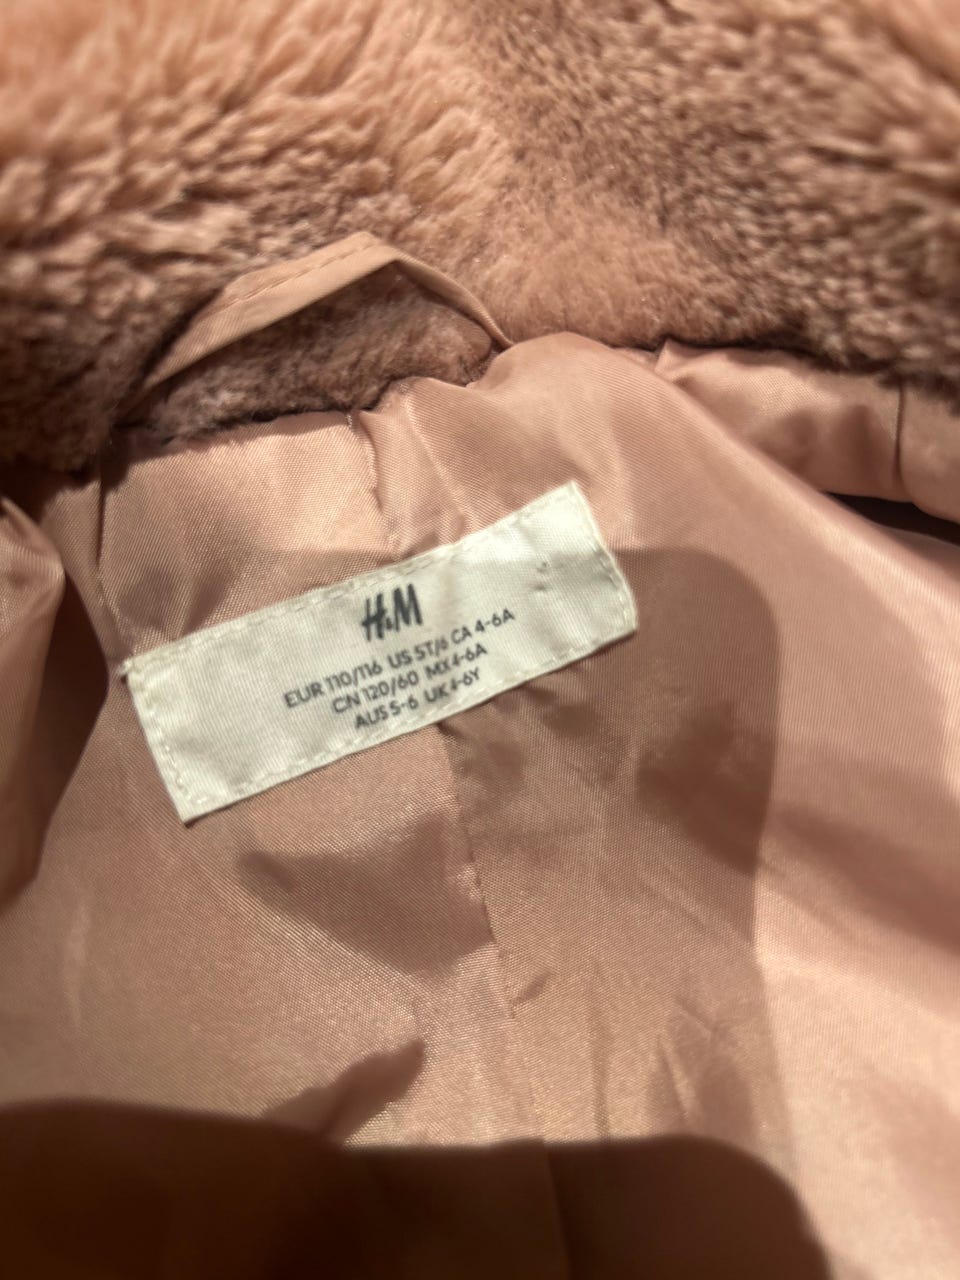 H&M
EUR 110/116 US 5T/6 CA 4-6A
CN 120/60 MX 4-6A
AUS 5-6 UK 4-6Y